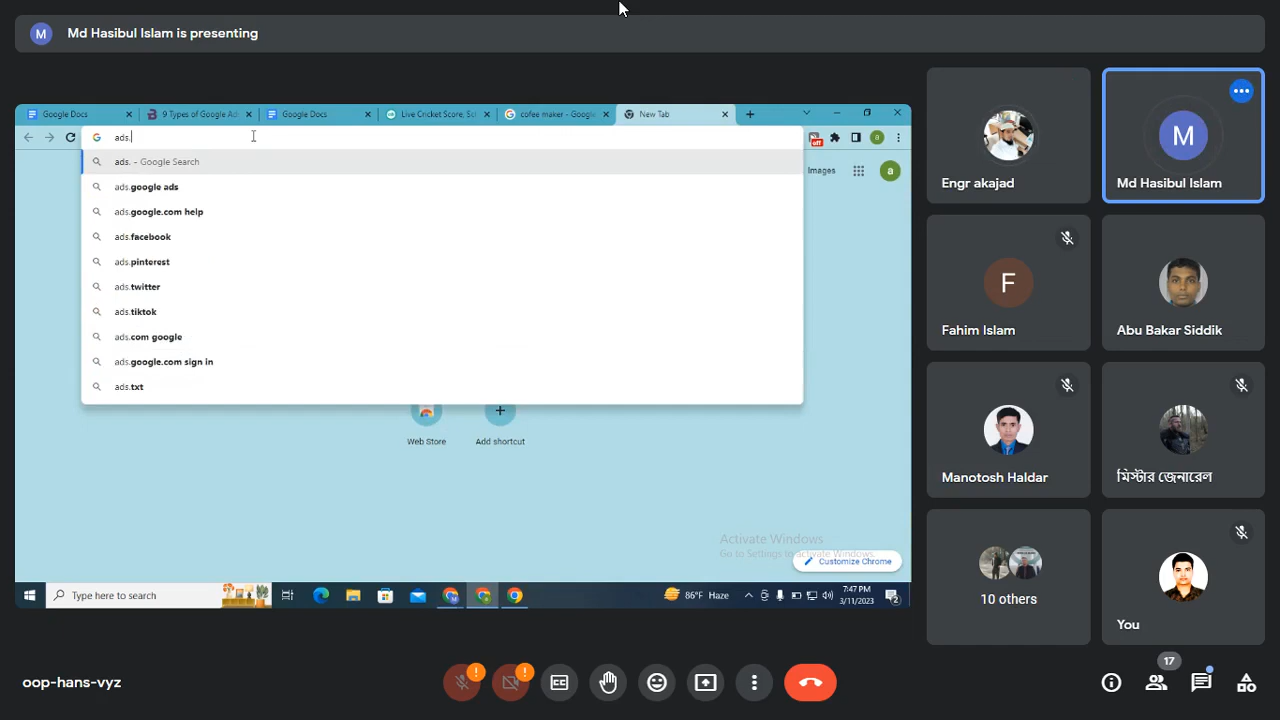 M
Md Hasibul Islam is presenting
Google Docs
9 Types of Google Ad
Google Docs
Live Cricket Score, Sc
cofee maker - Google
New Tab
ads.
off
a
ads. - Google Search
Images
a
ads.google ads
ads.google.com help
ads.facebook
ads.pinterest
ads.twitter
ads.tiktok
ads.com google
ads.google.com sign in
ads.txt
Web Store
Add shortcut
Activate Windows
Go to Settings to activate Windows.
Customize Chrome
Type here to search
86°F Haze
7:47 PM
3/11/2023
2
Engr akajad
M
Md Hasibul Islam
F
Fahim Islam
Abu Bakar Siddik
Manotosh Haldar
মিস্টার জেনারেল
10 others
You
oop-hans-vyz
17